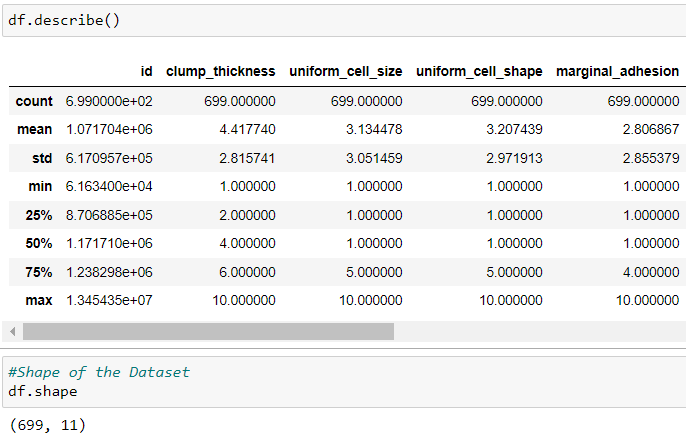 df.describe()
id clump_thickness uniform_cell_size uniform_cell_shape marginal_adhesion
count 6.990000e+02 699.000000 699.000000 699.000000 699.000000
mean 1.071704e+06 4.417740 3.134478 3.207439 2.806867
std 6.170957e+05 2.815741 3.051459 2.971913 2.855379
min 6.163400e+04 1.000000 1.000000 1.000000 1.000000
25% 8.706885e+05 2.000000 1.000000 1.000000 1.000000
50% 1.171710e+06 4.000000 1.000000 1.000000 1.000000
75% 1.238298e+06 6.000000 5.000000 5.000000 4.000000
max 1.345435e+07 10.000000 10.000000 10.000000 10.000000
#Shape of the Dataset
df.shape
(699, 11)